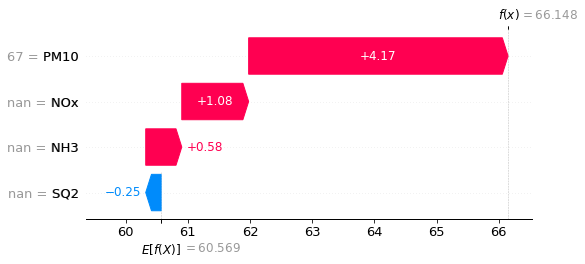 f(x) = 66.148
67 = PM10
+4.17
nan = NOx
+1.08
nan = NH3
+0.58
nan = SQ2
−0.25
60 61 62 63 64 65 66
E[f(X)] = 60.569